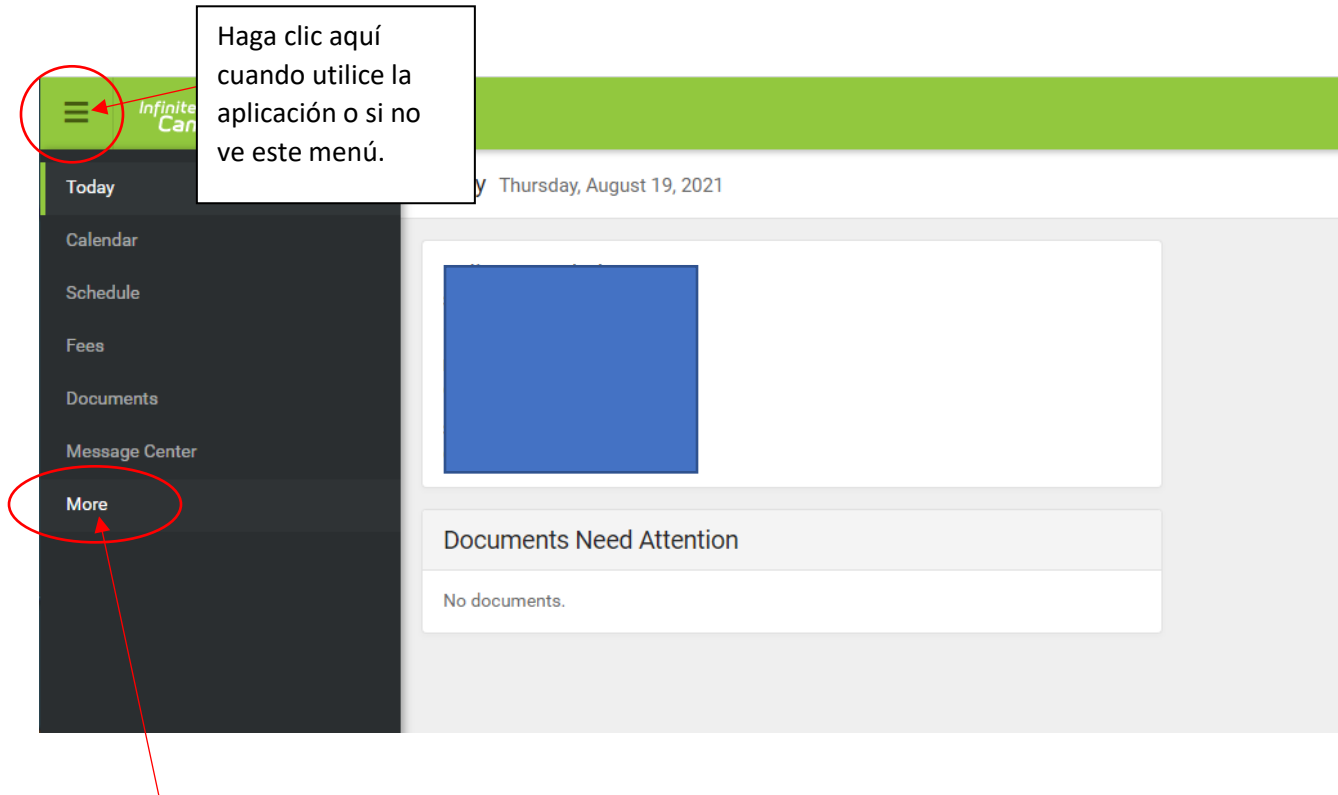 Haga clic aquí
cuando utilice la
aplicación o si no
ve este menú.
Infinite
Today
Thursday, August 19, 2021
Calendar
Schedule
Fees
Documents
Message Center
More
Documents Need Attention
No documents.